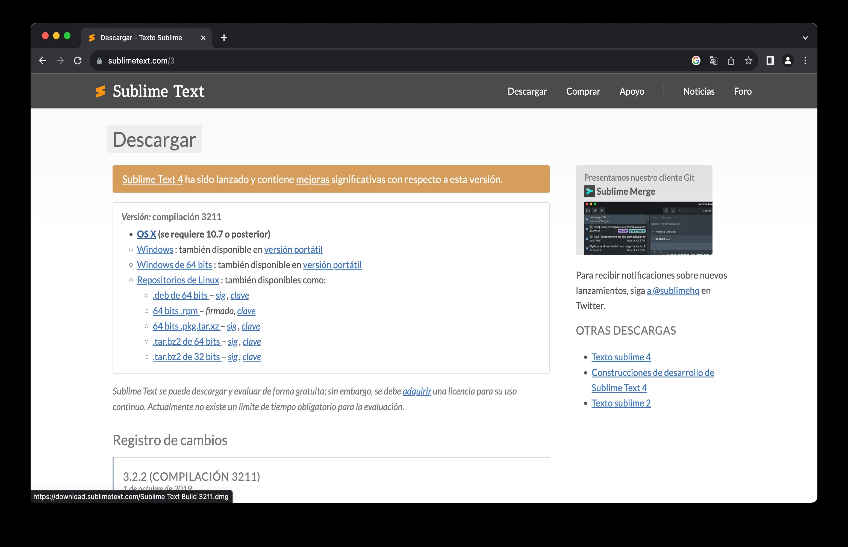 Descargar - Texto Sublime
sublimetext.com/3
Sublime Text
Descargar
Comprar
Apoyo
Noticias
Foro
Descargar
Sublime Text 4 ha sido lanzado y contiene mejoras significativas con respecto a esta versión.
Versión: compilación 3211
OS X (se requiere 10.7 o posterior)
Windows : también disponible en versión portátil
Windows de 64 bits : también disponible en versión portátil
Repositorios de Linux : también disponibles como:
.deb de 64 bits – sig , clave
64 bits .rpm – firmado, clave
64 bits .pkg.tar.xz – sig , clave
.tar.bz2 de 64 bits – sig , clave
.tar.bz2 de 32 bits – sig , clave
Sublime Text se puede descargar y evaluar de forma gratuita; sin embargo, se debe adquirir una licencia para su uso
continuo. Actualmente no existe un límite de tiempo obligatorio para la evaluación.
Registro de cambios
3.2.2 (COMPILACIÓN 3211)
1 de octubre de 2019
https://download.sublimetext.com/Sublime Text Build 3211.dmg
Presentamos nuestro cliente Git
Sublime Merge
Para recibir notificaciones sobre nuevos
lanzamientos, siga a @sublimehq en
Twitter.
OTRAS DESCARGAS
Texto sublime 4
Construcciones de desarrollo de
Sublime Text 4
Texto sublime 2